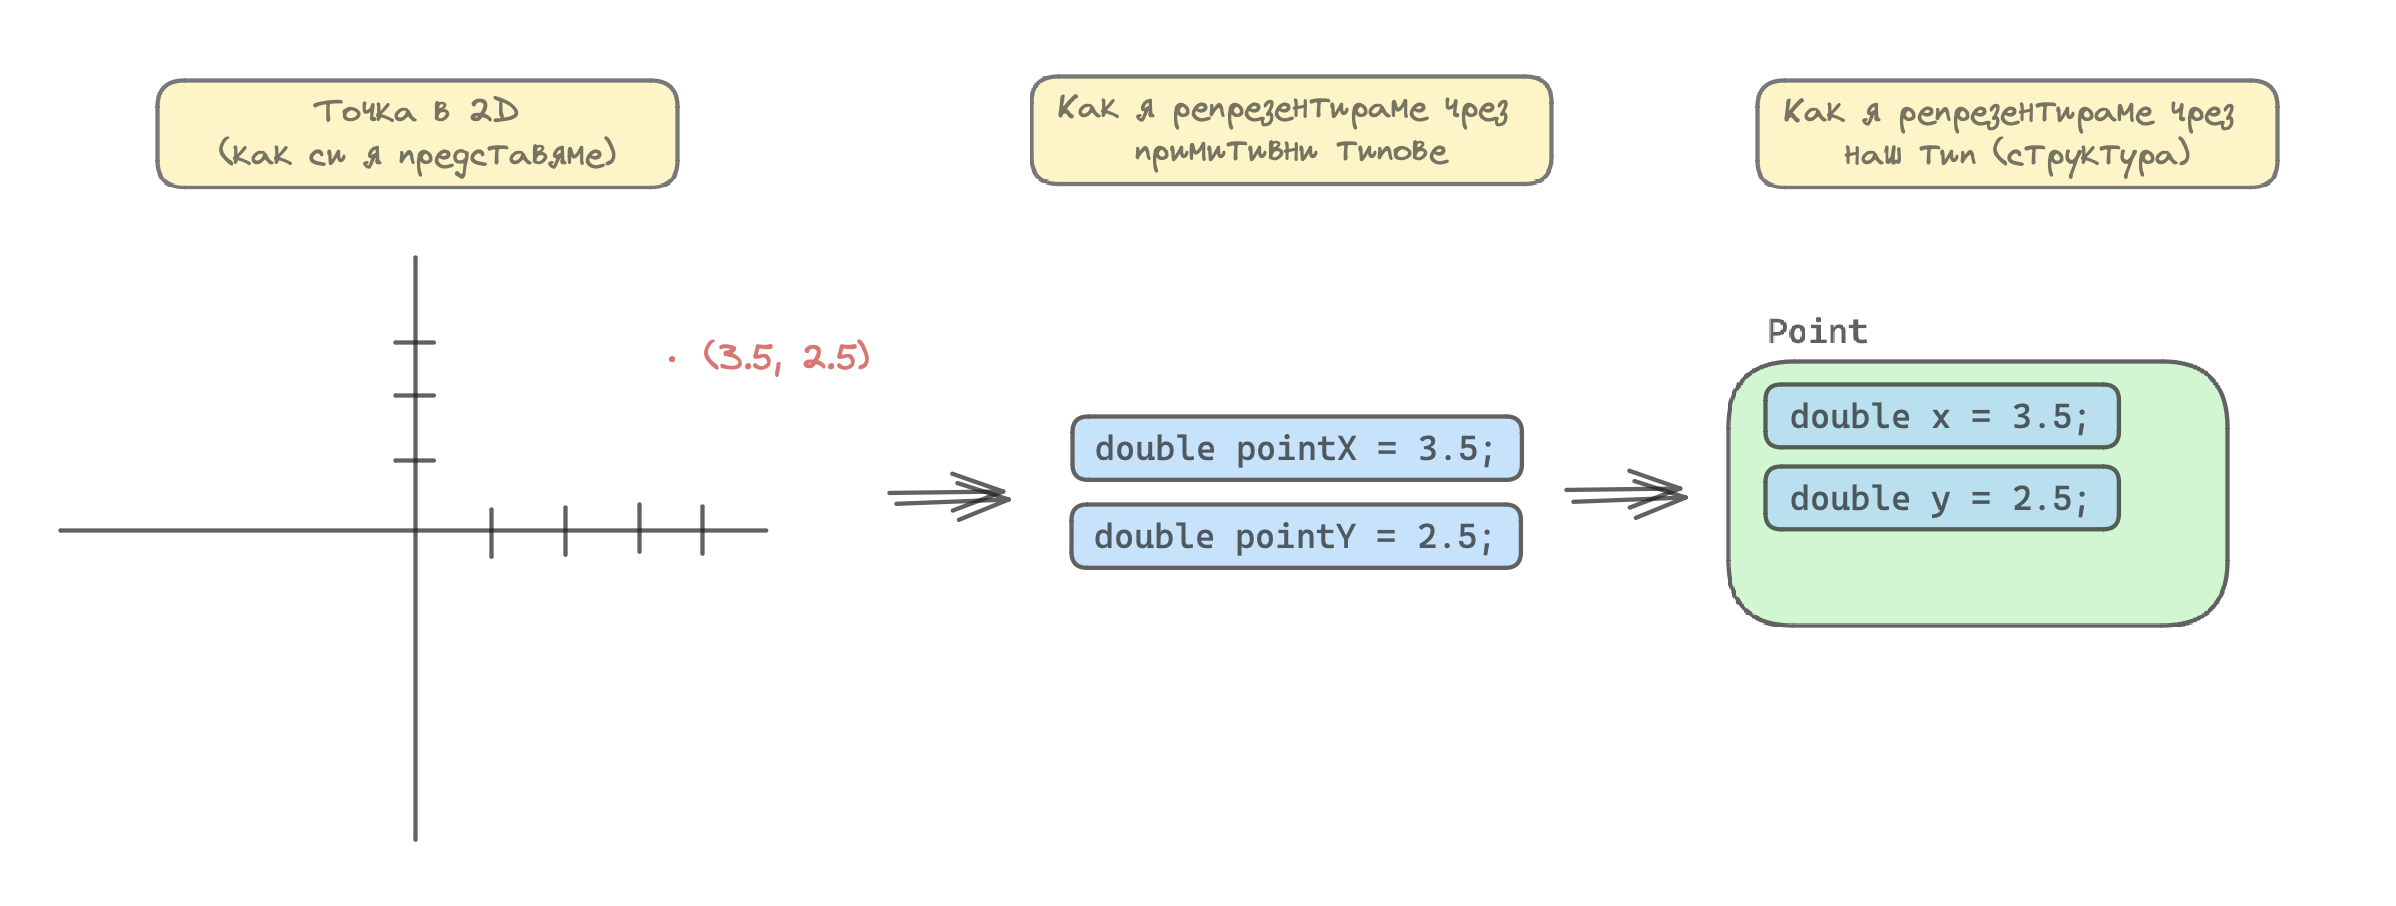 Точка в 2D
(как си я представяме)
Как я репрезентираме чрез
примитивни типове
Как я репрезентираме чрез
наш тип (структура)
(3.5, 2.5)
double pointX = 3.5;
double pointY = 2.5;
Point
double x = 3.5;
double y = 2.5;